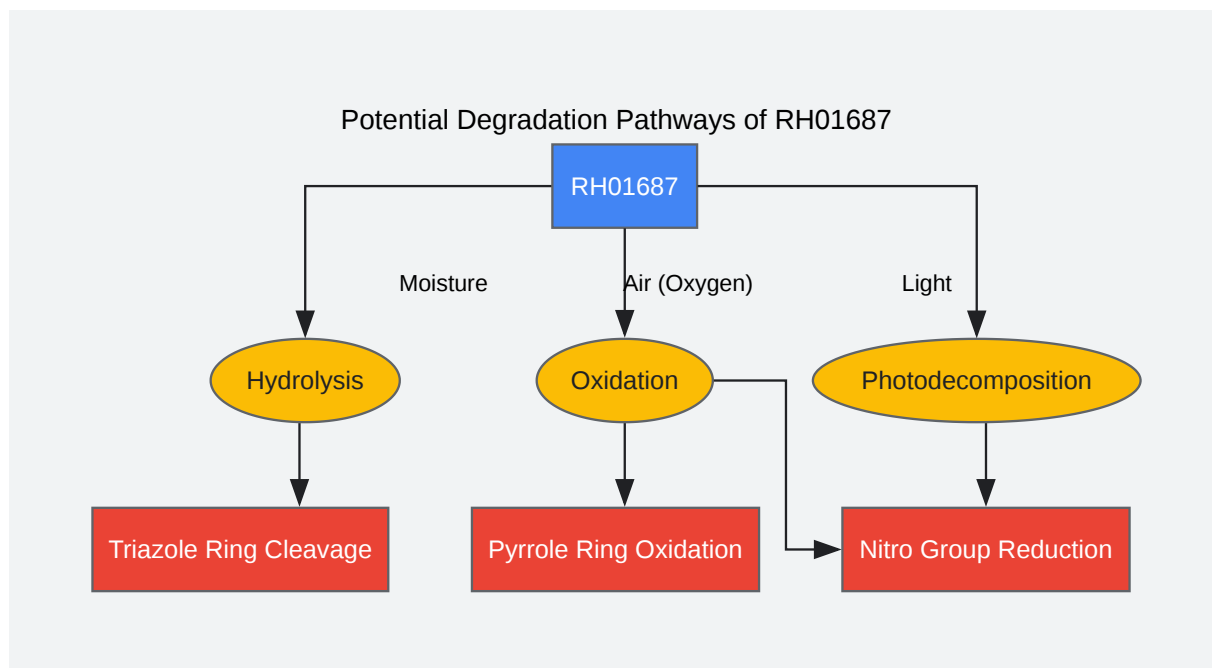 Potential Degradation Pathways of RH01687
RH01687
Moisture
Air (Oxygen)
Light
Hydrolysis
Oxidation
Photodecomposition
Triazole Ring Cleavage
Pyrrole Ring Oxidation
Nitro Group Reduction